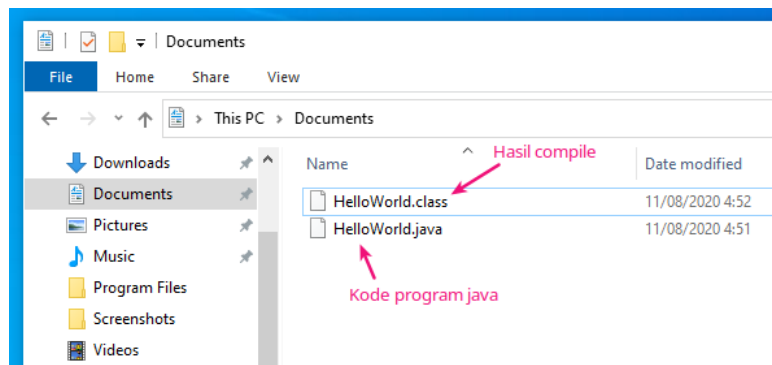 Documents
File Home Share View
This PC > Documents
Downloads
Documents
Pictures
Music
Program Files
Screenshots
Videos
Name Date modified
Hasil compile
HelloWorld.class 11/08/2020 4:52
HelloWorld.java 11/08/2020 4:51
Kode program java